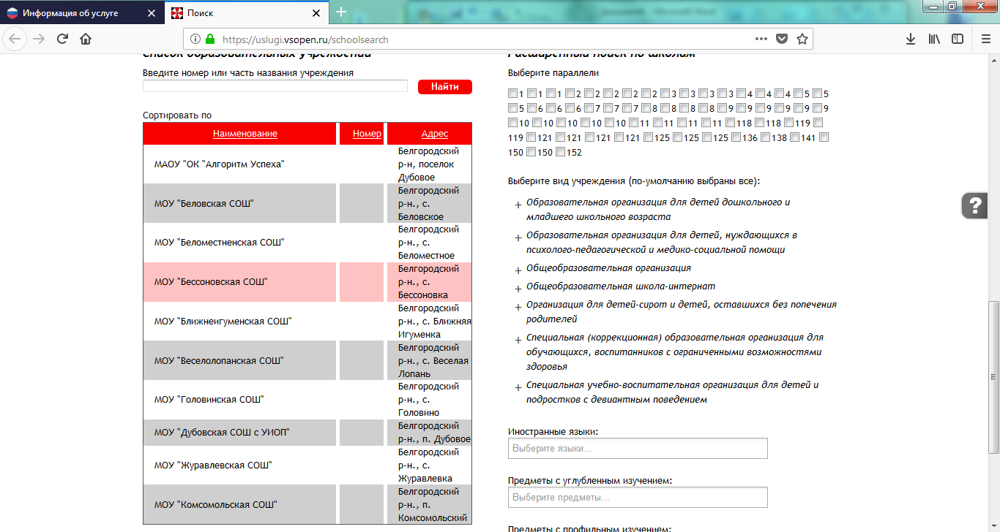 Информация об услуге
Поиск
https://uslugi.vsopen.ru/schoolsearch
Список образовательных учреждений
Введите номер или часть названия учреждения
Найти
Сортировать по
Наименование Номер Адрес
МАОУ "ОК "Алгоритм Успеха"
Белгородский
р-н, поселок
Дубовое
МОУ "Беловская СОШ"
Белгородский
р-н., с.
Беловское
МОУ "Беломестненская СОШ"
Белгородский
р-н., с.
Беломестное
МОУ "Бессоновская СОШ"
Белгородский
р-н., с.
Бессоновка
МОУ "Ближнеигуменская СОШ"
Белгородский
р-н., с. Ближняя
Игуменка
МОУ "Веселолопанская СОШ"
Белгородский
р-н., с. Веселая
Лопань
МОУ "Головинская СОШ"
Белгородский
р-н., с.
Головино
МОУ "Дубовская СОШ с УИОП"
Белгородский
р-н., п. Дубовое
МОУ "Журавлевская СОШ"
Белгородский
р-н., с.
Журавлевка
МОУ "Комсомольская СОШ"
Белгородский
р-н., п.
Комсомольский
Расширенный поиск по школам
Выберите параллели
1 1 1 2 2 2 2 2 3 3 3 3 4 4 4 5 5
5 6 6 6 7 7 7 8 8 8 8 9 9 9 9 9 9
10 10 10 10 10 11 11 11 11 118 118 119
119 121 121 121 121 125 125 125 136 138 141
150 150 152
Выберите вид учреждения (по-умолчанию выбраны все):
+ Образовательная организация для детей дошкольного и
младшего школьного возраста
+ Образовательная организация для детей, нуждающихся в
психолого-педагогической и медико-социальной помощи
+ Общеобразовательная организация
+ Общеобразовательная школа-интернат
+ Организация для детей-сирот и детей, оставшихся без попечения
родителей
+ Специальная (коррекционная) образовательная организация для
обучающихся, воспитанников с ограниченными возможностями
здоровья
+ Специальная учебно-воспитательная организация для детей и
подростков с девиантным поведением
Иностранные языки:
Выберите языки...
Предметы с углубленным изучением:
Выберите предметы...
Предметы с профильным изучением:
?